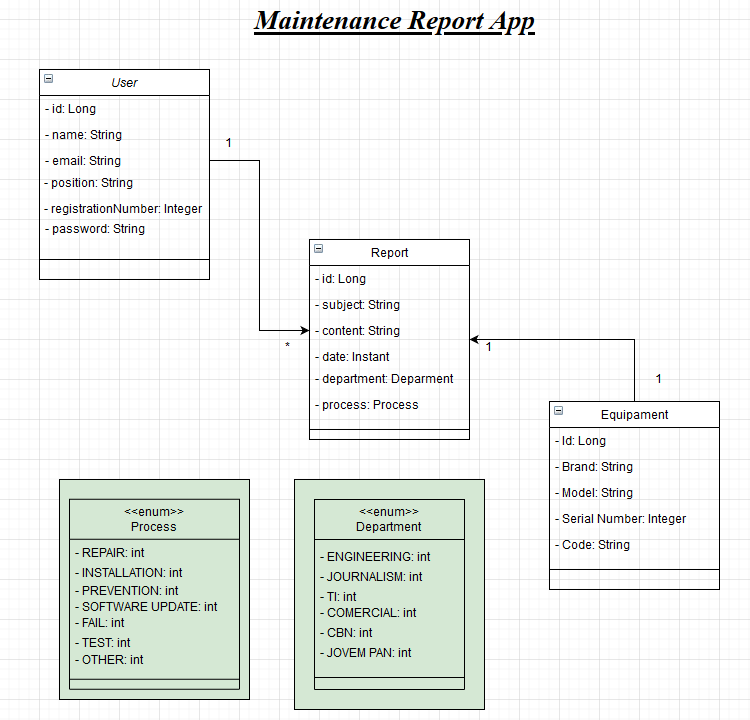 Maintenance Report App
User
- id: Long
- name: String
- email: String
- position: String
- registrationNumber: Integer
- password: String
1
*
Report
- id: Long
- subject: String
- content: String
- date: Instant
- department: Deparment
- process: Process
1
1
Equipament
- Id: Long
- Brand: String
- Model: String
- Serial Number: Integer
- Code: String
<<enum>>
Process
- REPAIR: int
- INSTALLATION: int
- PREVENTION: int
- SOFTWARE UPDATE: int
- FAIL: int
- TEST: int
- OTHER: int
<<enum>>
Department
- ENGINEERING: int
- JOURNALISM: int
- TI: int
- COMERCIAL: int
- CBN: int
- JOVEM PAN: int